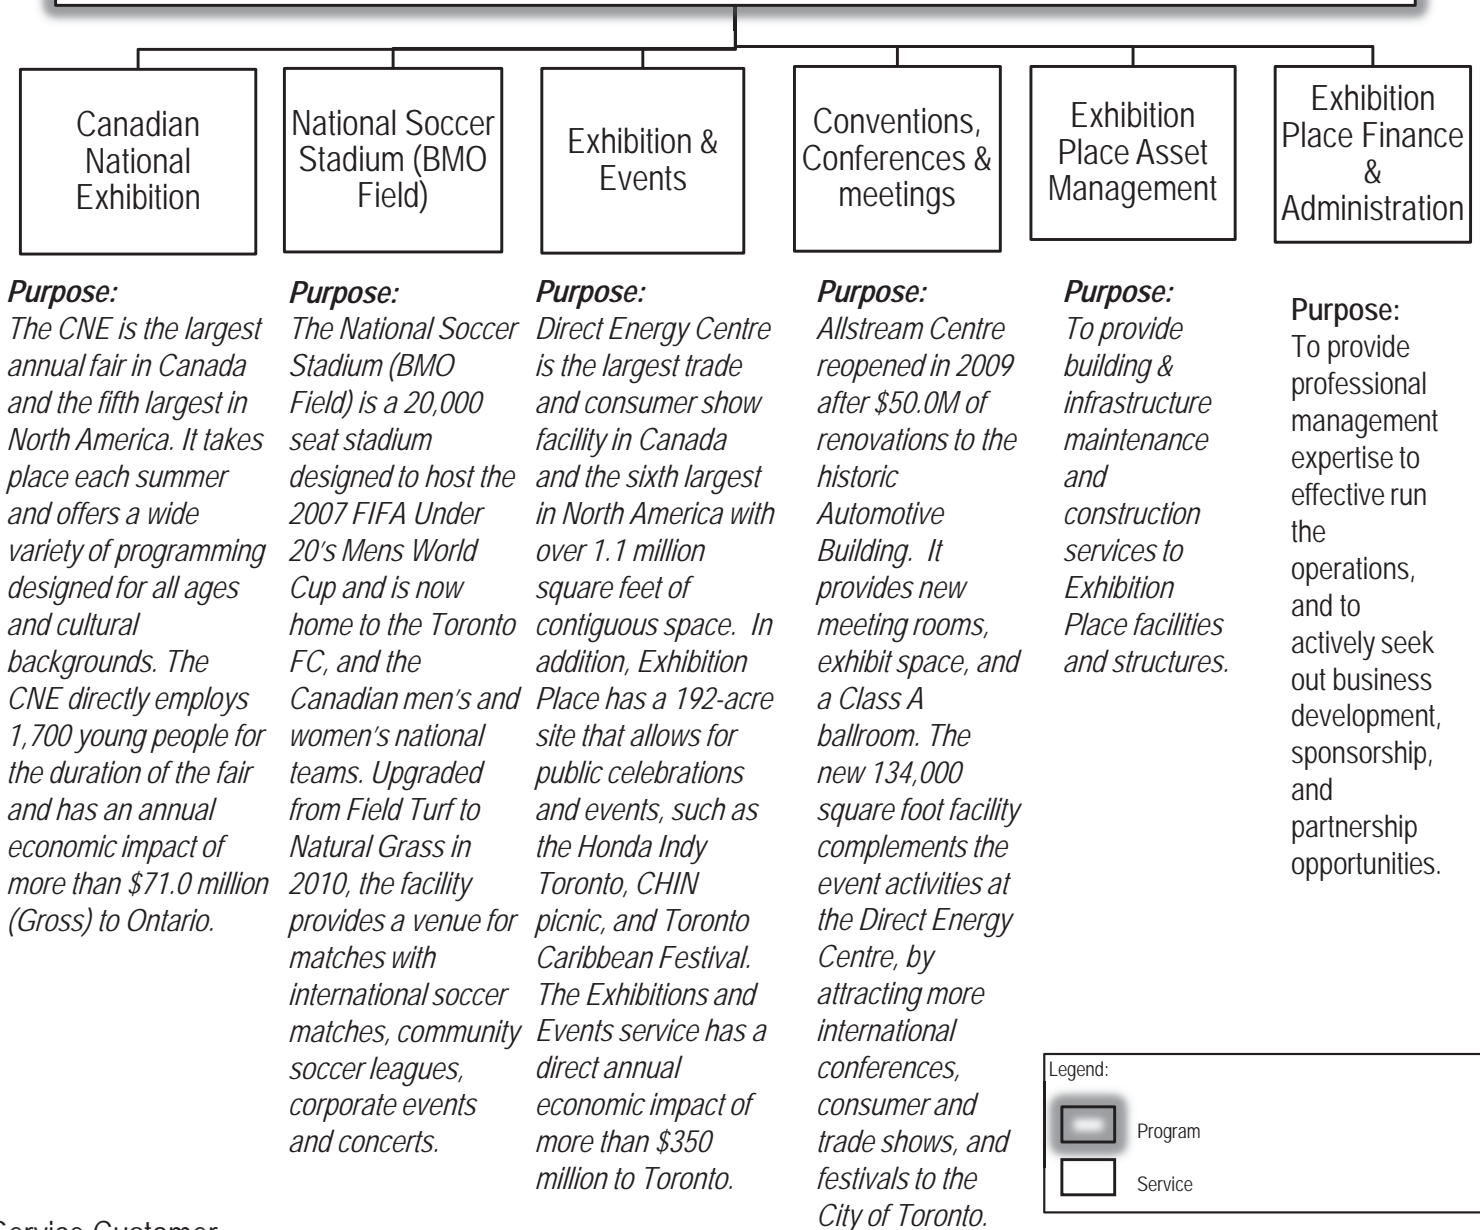 Canadian
National
Exhibition
National Soccer
Stadium (BMO
Field)
Exhibition &
Events
Conventions,
Conferences &
meetings
Exhibition
Place Asset
Management
Exhibition
Place Finance
&
Administration
Purpose:
The CNE is the largest
annual fair in Canada
and the fifth largest in
North America. It takes
place each summer
and offers a wide
variety of programming
designed for all ages
and cultural
backgrounds. The
CNE directly employs
1,700 young people for
the duration of the fair
and has an annual
economic impact of
more than $71.0 million
(Gross) to Ontario.
Purpose:
The National Soccer
Stadium (BMO
Field) is a 20,000
seat stadium
designed to host the
2007 FIFA Under
20's Mens World
Cup and is now
home to the Toronto
FC, and the
Canadian men's and
women's national
teams. Upgraded
from Field Turf to
Natural Grass in
2010, the facility
provides a venue for
matches with
international soccer
matches, community
soccer leagues,
corporate events
and concerts.
Purpose:
Direct Energy Centre
is the largest trade
and consumer show
facility in Canada
and the sixth largest
in North America with
over 1.1 million
square feet of
contiguous space.  In
addition, Exhibition
Place has a 192-acre
site that allows for
public celebrations
and events, such as
the Honda Indy
Toronto, CHIN
picnic, and Toronto
Caribbean Festival.
The Exhibitions and
Events service has a
direct annual
economic impact of
more than $350
million to Toronto.
Purpose:
Allstream Centre
reopened in 2009
after $50.0M of
renovations to the
historic
Automotive
Building.  It
provides new
meeting rooms,
exhibit space, and
a Class A
ballroom. The
new 134,000
square foot facility
complements the
event activities at
the Direct Energy
Centre, by
attracting more
international
conferences,
consumer and
trade shows, and
festivals to the
City of Toronto.
Purpose:
To provide
building &
infrastructure
maintenance
and
construction
services to
Exhibition
Place facilities
and structures.
Purpose:
To provide
professional
management
expertise to
effective run
the
operations,
and to
actively seek
out business
development,
sponsorship,
and
partnership
opportunities.
Legend:
Program
Service
Service Customer